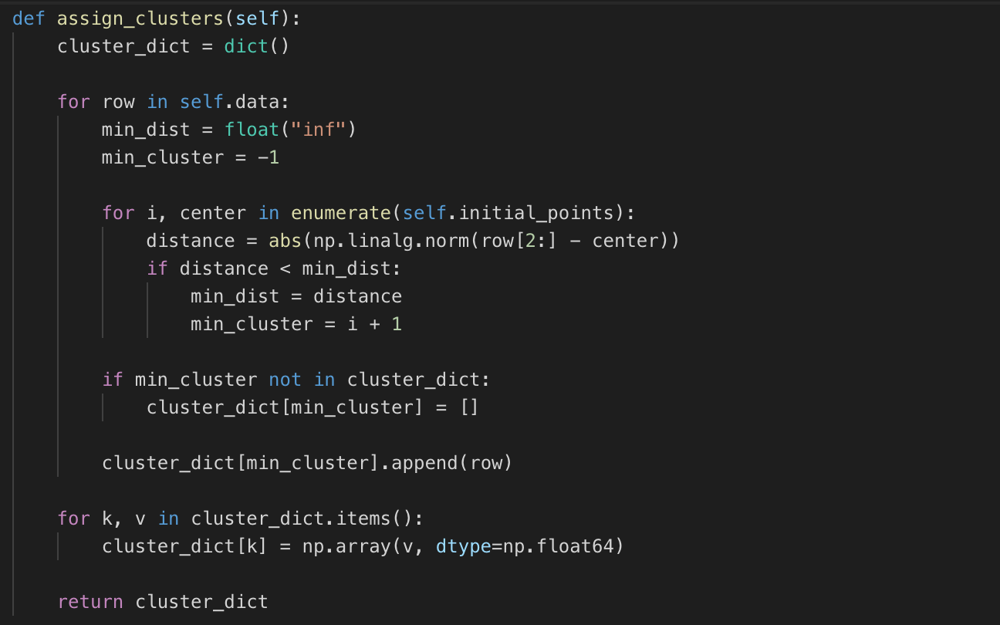 def assign_clusters(self):
    cluster_dict = dict()

    for row in self.data:
        min_dist = float("inf")
        min_cluster = -1

        for i, center in enumerate(self.initial_points):
            distance = abs(np.linalg.norm(row[2:] - center))
            if distance < min_dist:
                min_dist = distance
                min_cluster = i + 1

        if min_cluster not in cluster_dict:
            cluster_dict[min_cluster] = []

        cluster_dict[min_cluster].append(row)

    for k, v in cluster_dict.items():
        cluster_dict[k] = np.array(v, dtype=np.float64)

    return cluster_dict